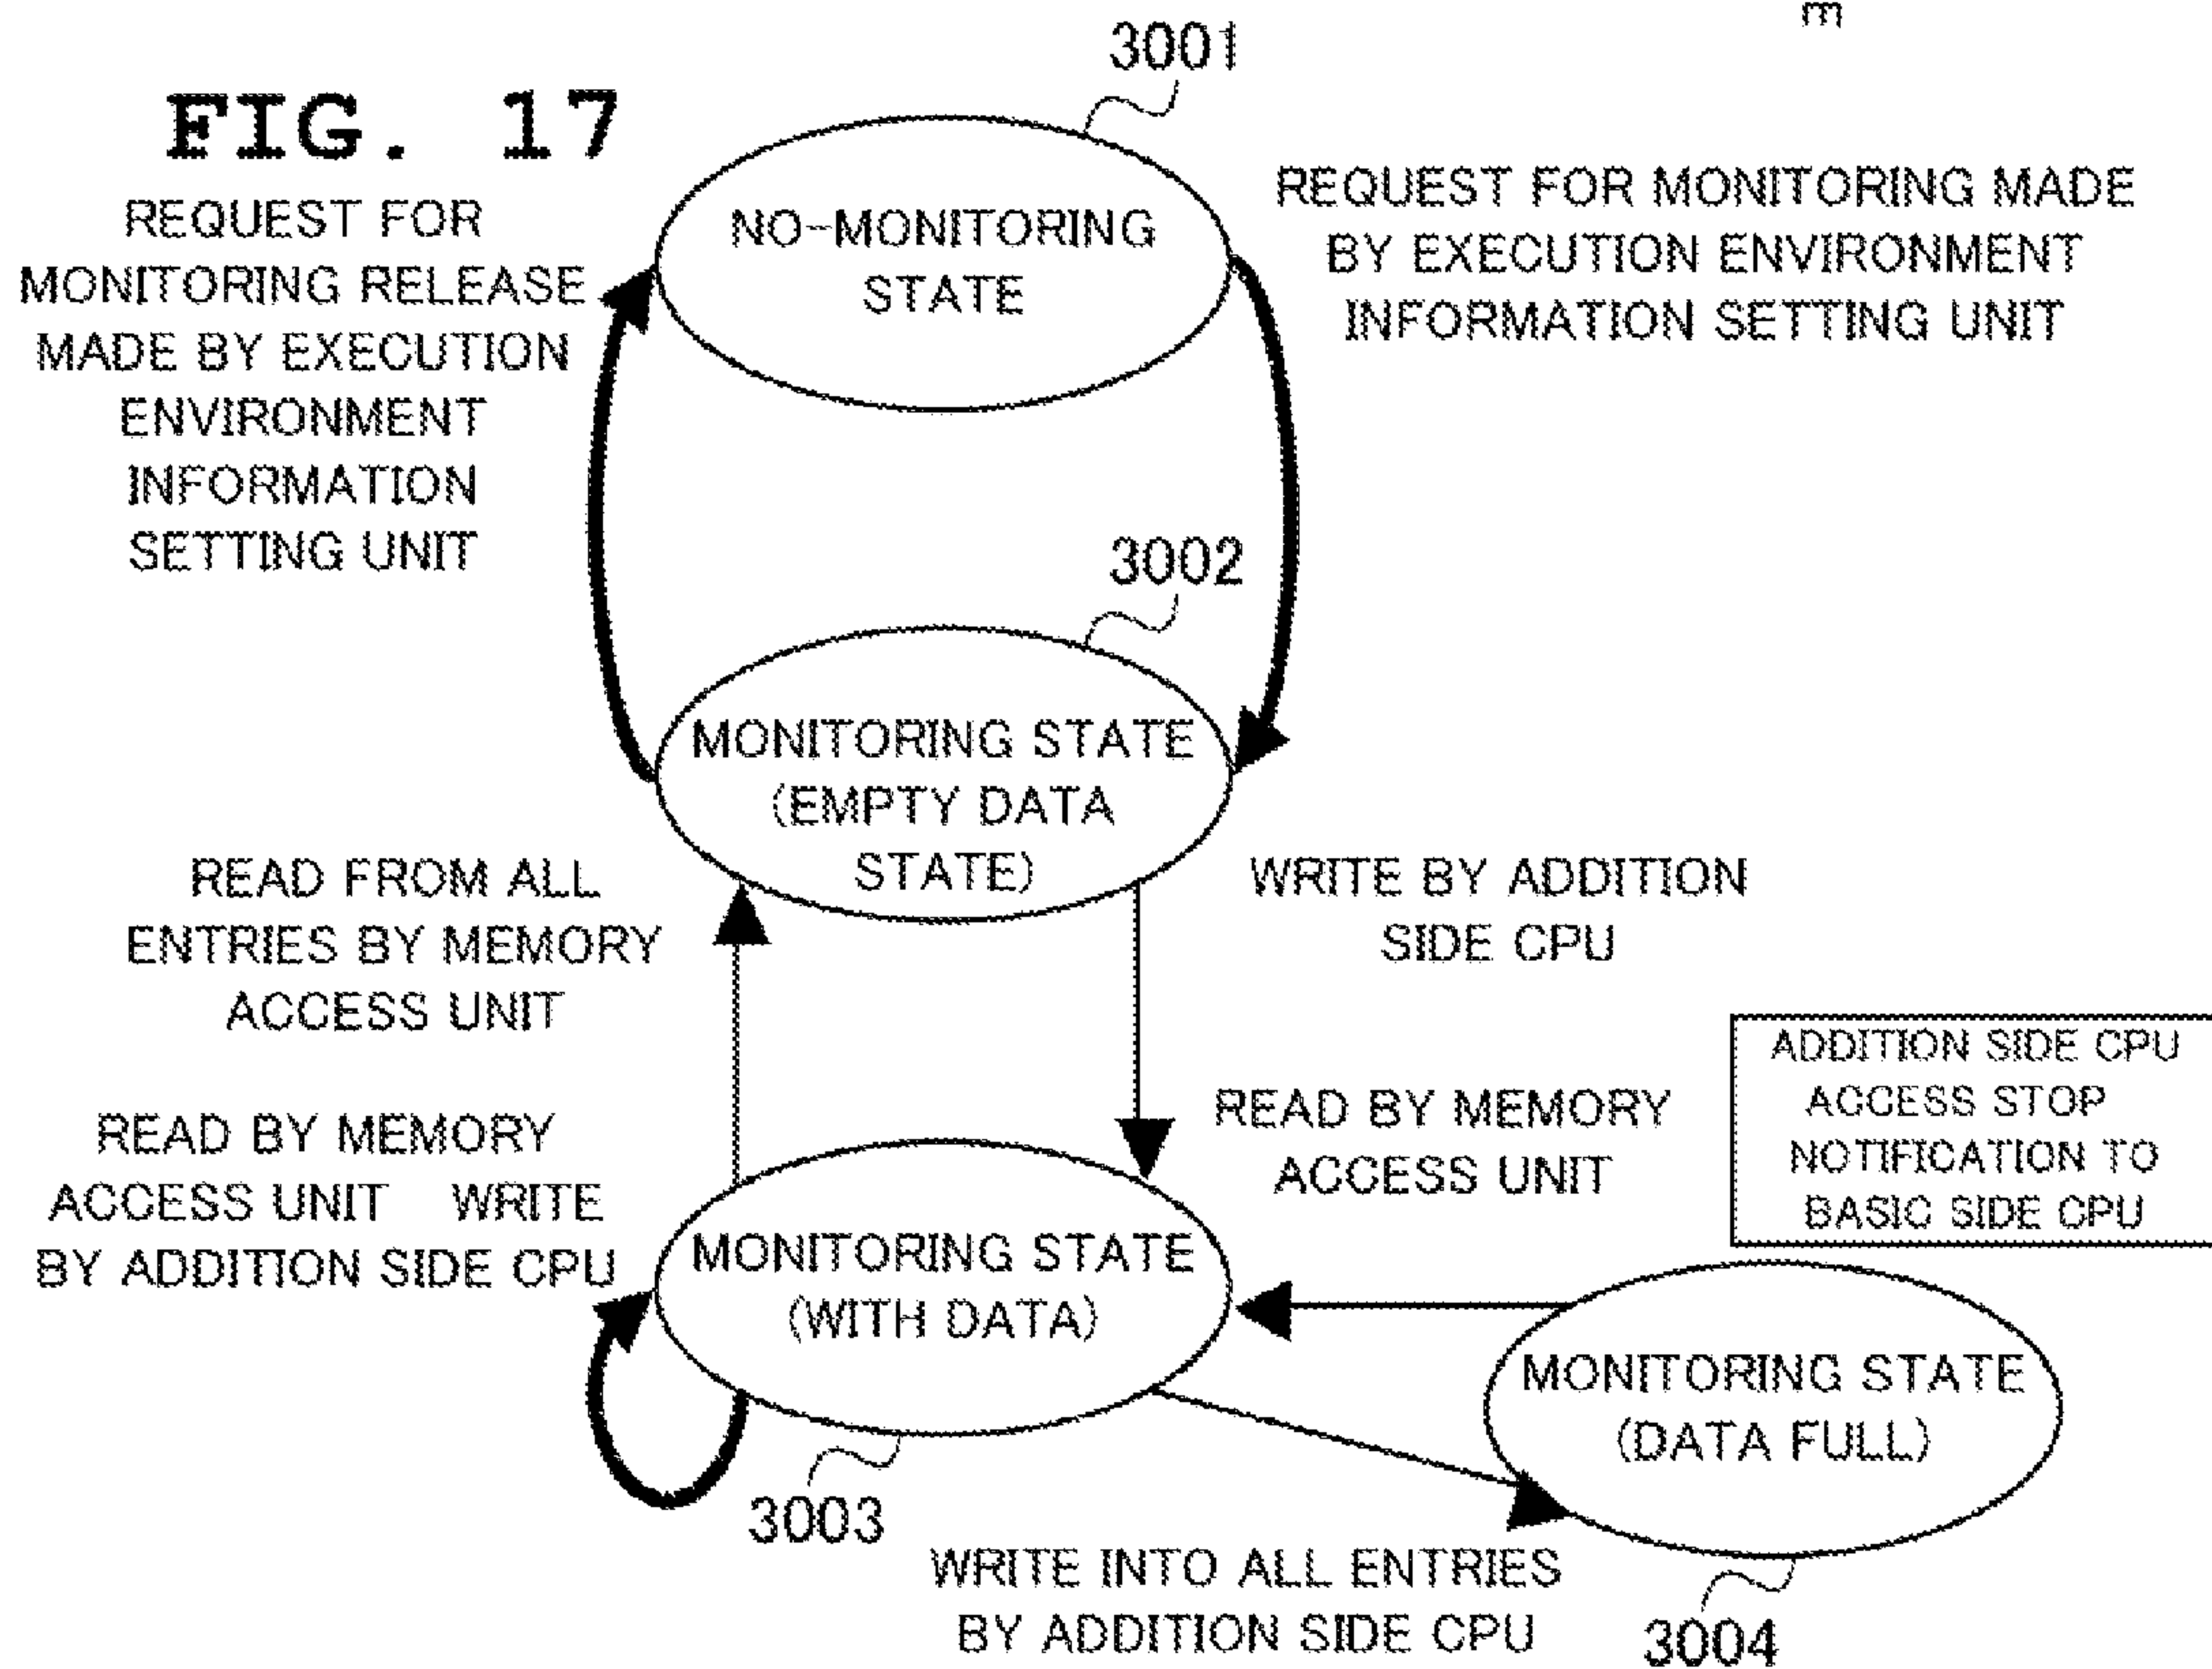 E
3001
FIG. 17
NO-MONITORING
STATE
REQUEST FOR
MONITORING RELEASE
MADE BY EXECUTION
ENVIRONMENT
INFORMATION
SETTING UNIT
REQUEST FOR MONITORING MADE
BY EXECUTION ENVIRONMENT
INFORMATION SETTING UNIT
3002
MONITORING STATE
(EMPTY DATA
STATE)
READ FROM ALL
ENTRIES BY MEMORY
ACCESS UNIT
WRITE BY ADDITION
SIDE CPU
READ BY MEMORY
ACCESS UNIT WRITE
BY ADDITION SIDE CPU
READ BY MEMORY
ACCESS UNIT
ADDITION SIDE CPU
ACCESS STOP
NOTIFICATION TO
BASIC SIDE CPU
MONITORING STATE
(WITH DATA)
MONITORING STATE
(DATA FULL)
3003
WRITE INTO ALL ENTRIES
BY ADDITION SIDE CPU
3004